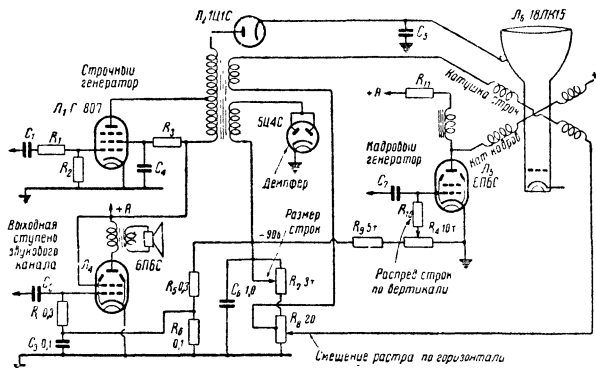 Л₂ 1Ц1С
Л₆ 18ЛК15
C₅
Строчный
генератор
Л₁ Г 807
C₁
R₁
R₂
R₃
C₄
5Ц4С
Демпфер
R₁₁
+А
Катушка строч
Кат кадров
Кадровый
генератор
Л₅
6П6С
C₇
R₁₀
R₉ 5т
R₄ 10т
Распред строк
по вертикали
Выходная
ступень
звукового
канала
+А
6П6С
Л₄
C₂
R 0,3
C₃ 0,1
-90в
Размер
строк
R₅ 0,3
R₆
0,1
C₆ 1,0
R₇ 3т
R₈ 20
Смещение растра по горизонтали